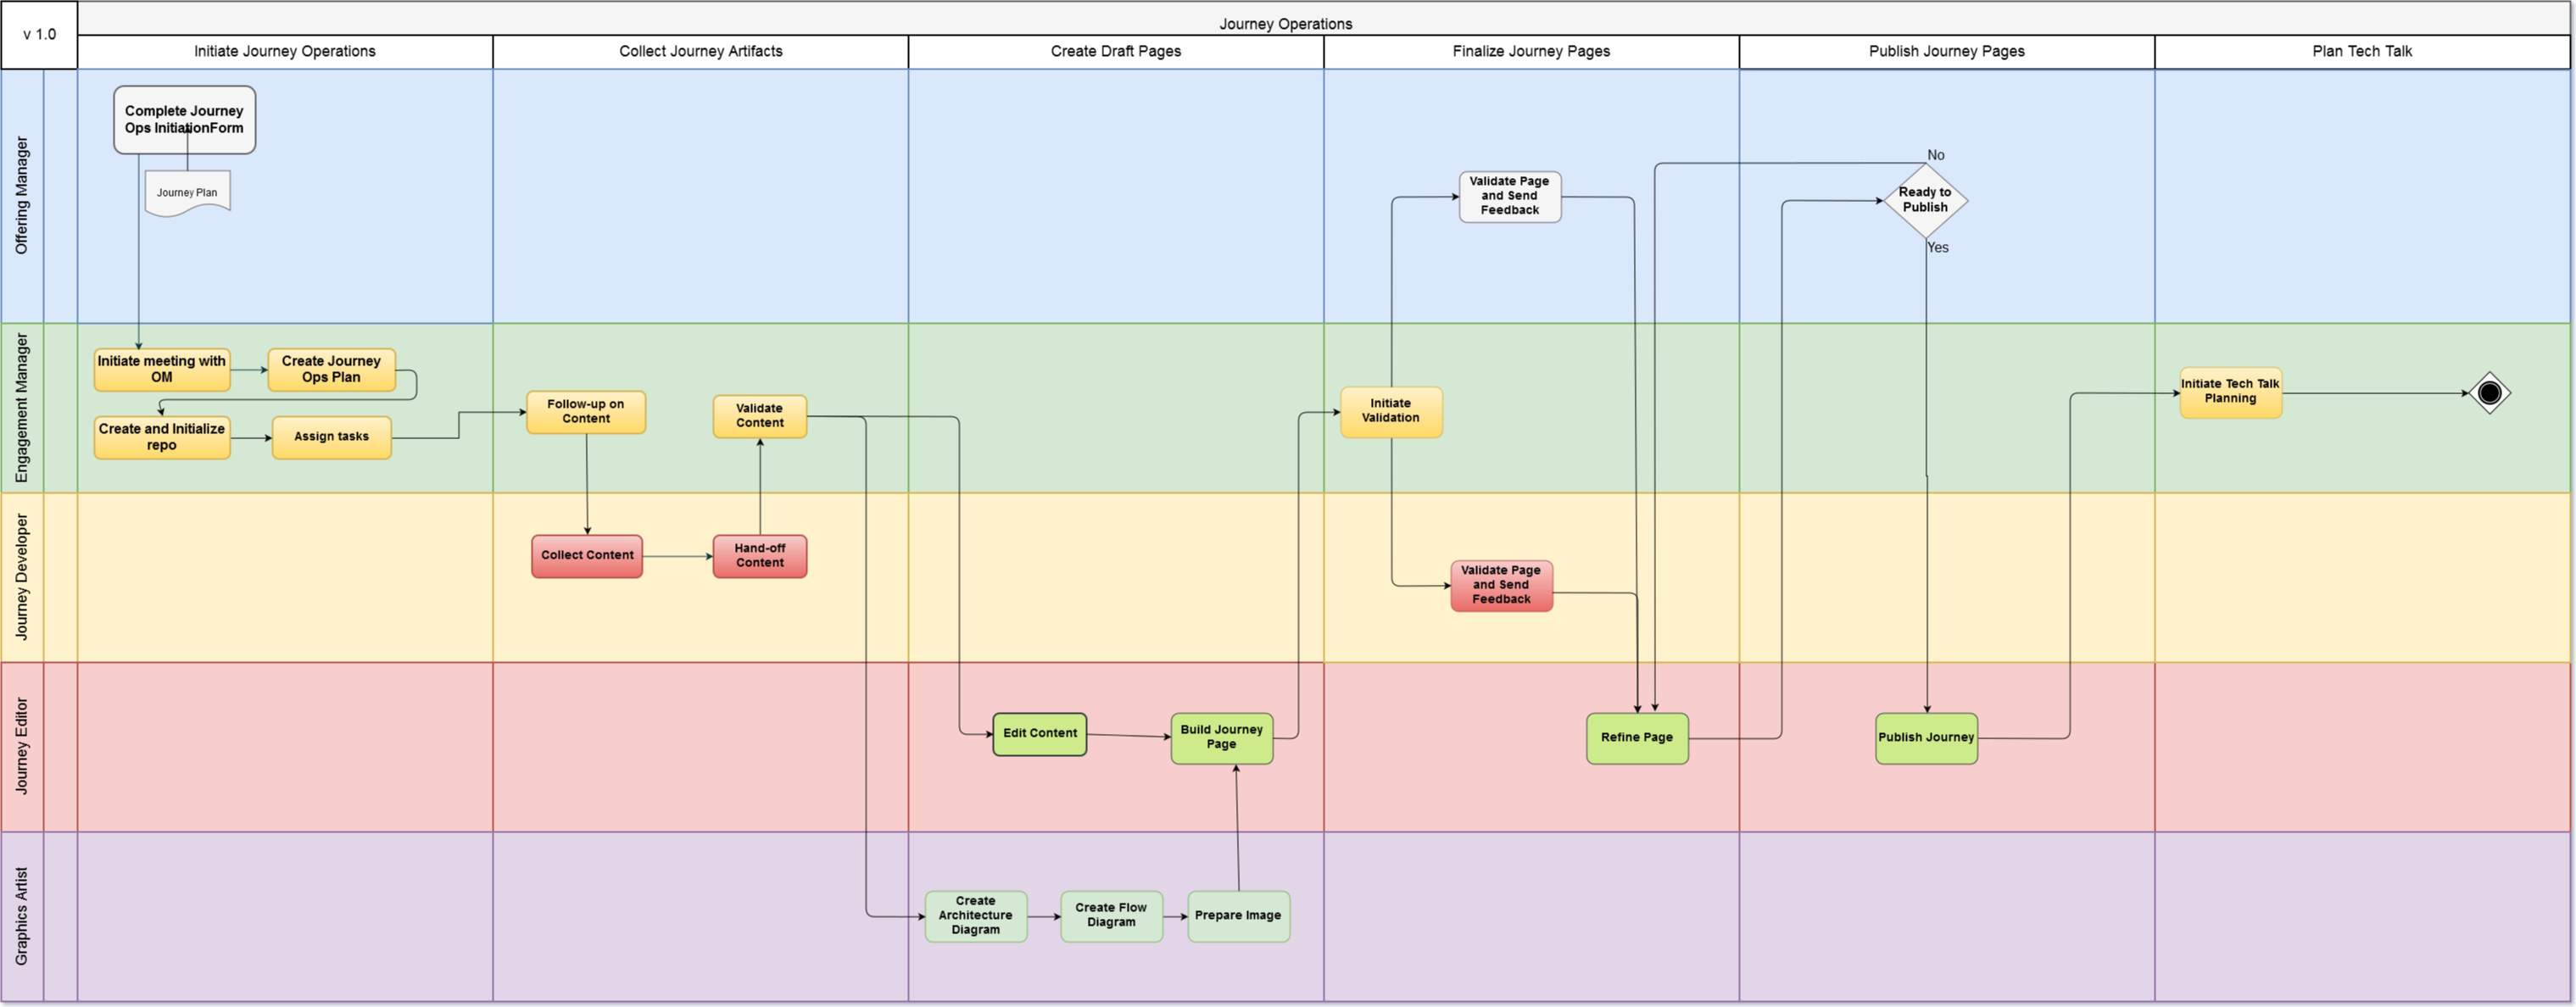 Journey Operations
v 1.0
Initiate Journey Operations
Collect Journey Artifacts
Create Draft Pages
Finalize Journey Pages
Publish Journey Pages
Plan Tech Talk
Offering Manager
Complete Journey
Ops InitiationForm
Journey Plan
Validate Page
and Send
Feedback
No
Ready to
Publish
Yes
Engagement Manager
Initiate meeting with
OM
Create Journey
Ops Plan
Create and Initialize
repo
Assign tasks
Follow-up on
Content
Validate
Content
Initiate
Validation
Initiate Tech Talk
Planning
Journey Developer
Collect Content
Hand-off
Content
Validate Page
and Send
Feedback
Journey Editor
Edit Content
Build Journey
Page
Refine Page
Publish Journey
Graphics Artist
Create
Architecture
Diagram
Create Flow
Diagram
Prepare Image